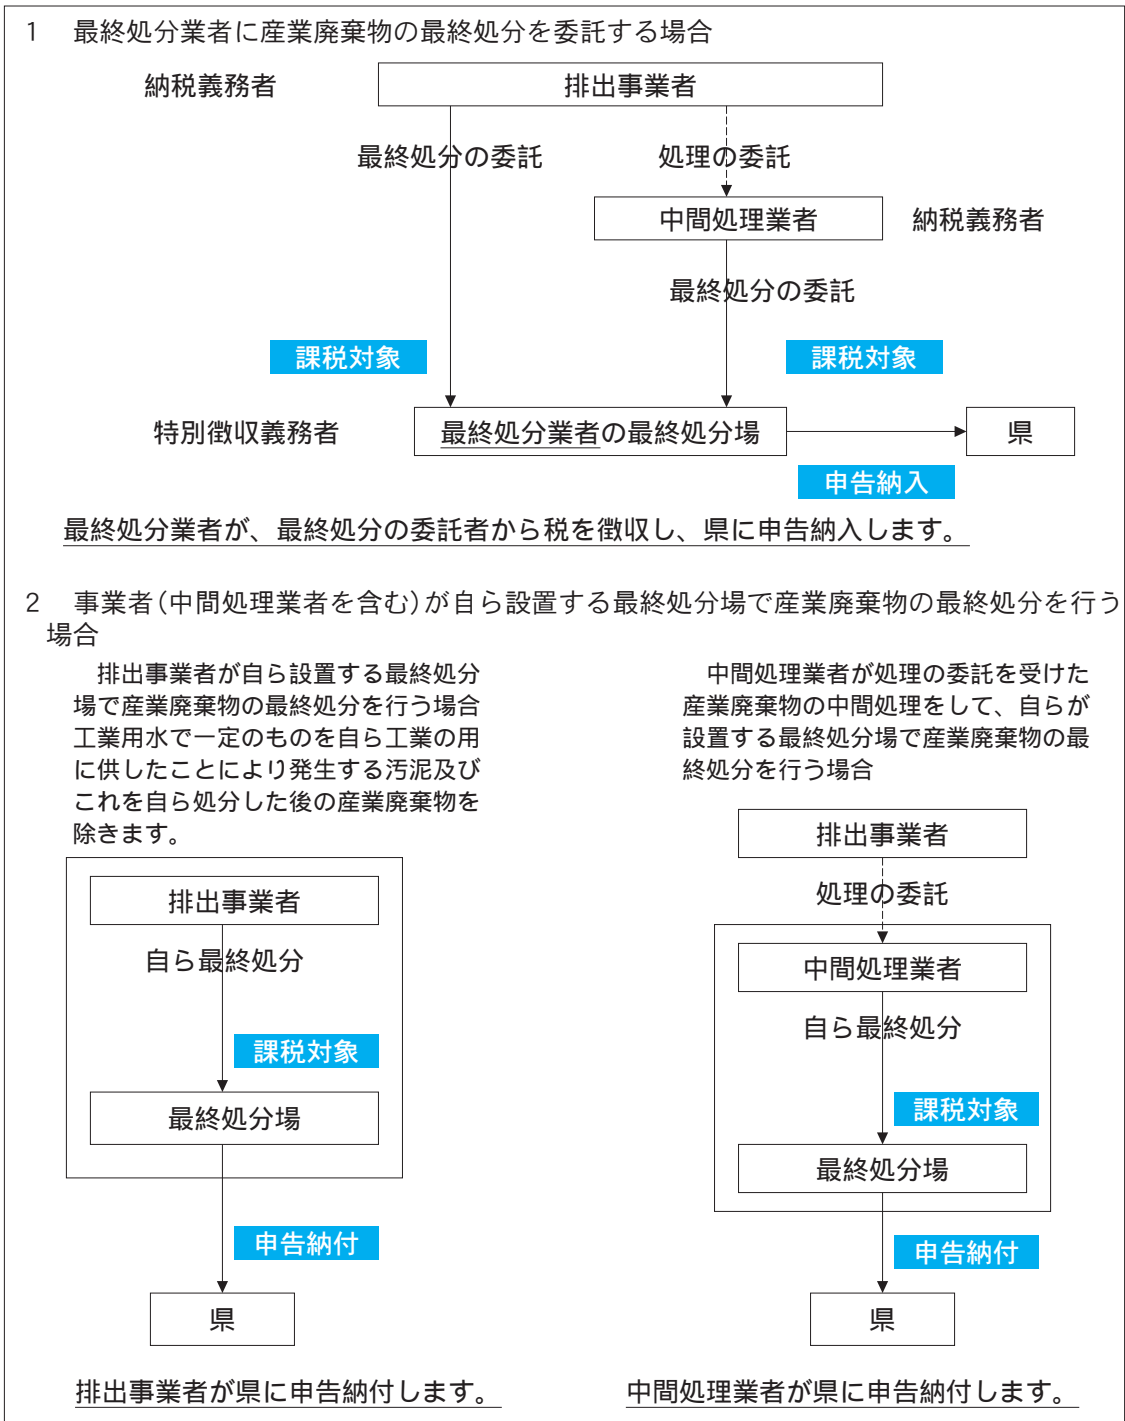 1　最終処分業者に産業廃棄物の最終処分を委託する場合
納税義務者
排出事業者
最終処分の委託
処理の委託
中間処理業者
納税義務者
最終処分の委託
課税対象
課税対象
特別徴収義務者
最終処分業者の最終処分場
県
申告納入
最終処分業者が、最終処分の委託者から税を徴収し、県に申告納入します。
2　事業者(中間処理業者を含む)が自ら設置する最終処分場で産業廃棄物の最終処分を行う
場合
排出事業者が自ら設置する最終処分
場で産業廃棄物の最終処分を行う場合
工業用水で一定のものを自ら工業の用
に供したことにより発生する汚泥及び
これを自ら処分した後の産業廃棄物を
除きます。
排出事業者
自ら最終処分
課税対象
最終処分場
申告納付
県
排出事業者が県に申告納付します。
中間処理業者が処理の委託を受けた
産業廃棄物の中間処理をして、自らが
設置する最終処分場で産業廃棄物の最
終処分を行う場合
排出事業者
処理の委託
中間処理業者
自ら最終処分
課税対象
最終処分場
申告納付
県
中間処理業者が県に申告納付します。